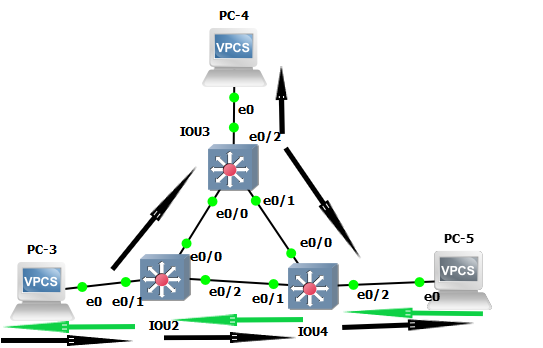 PC-4
VPCS
e0
IOU3
e0/2
e0/0
e0/1
PC-3
VPCS
e0
e0/1
e0/0
IOU2
e0/2
e0/0
e0/1
IOU4
e0/2
PC-5
VPCS
e0